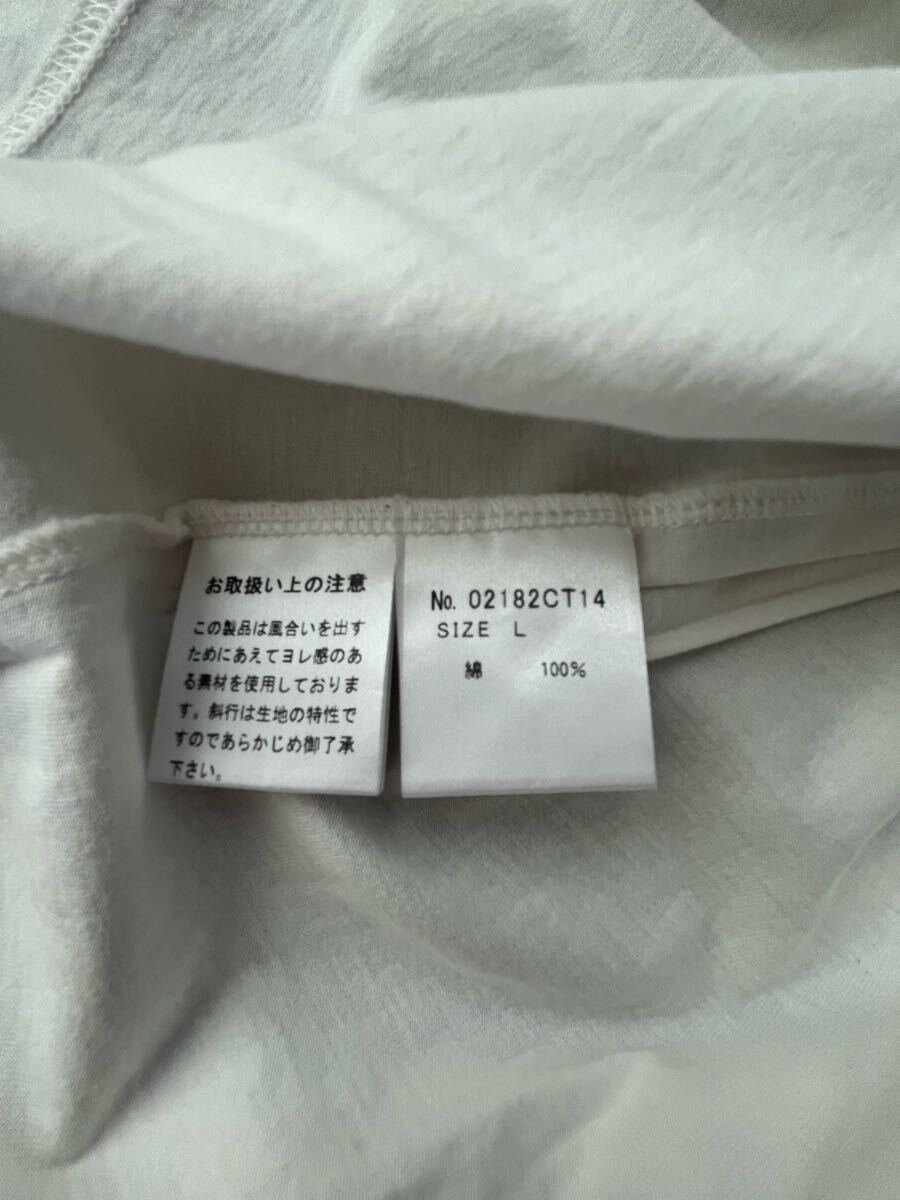 お取扱い上の注意
この製品は風合いを出す
ためにあえてヨレ感のあ
る素材を使用しておりま
す。斜行は生地の特性で
すのであらかじめ御了承
下さい。
No. 02182CT14
SIZE L
綿 100%